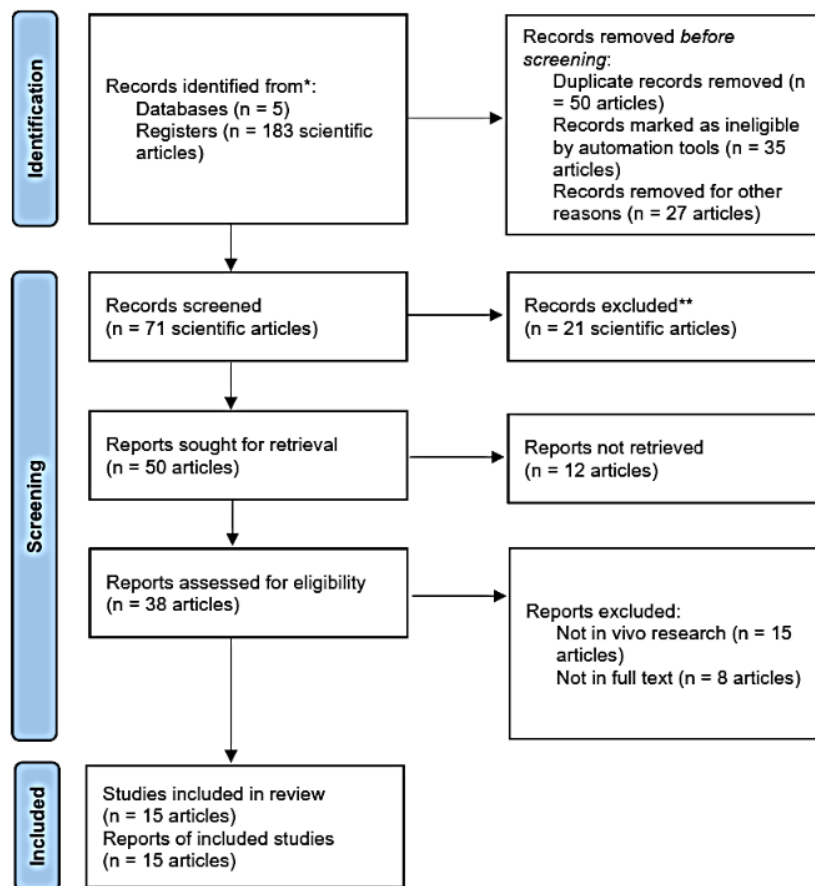 Identification
Records identified from*:
Databases (n = 5)
Registers (n = 183 scientific
articles)
Records removed before
screening:
Duplicate records removed (n
= 50 articles)
Records marked as ineligible
by automation tools (n = 35
articles)
Records removed for other
reasons (n = 27 articles)
Screening
Records screened
(n = 71 scientific articles)
Records excluded**
(n = 21 scientific articles)
Reports sought for retrieval
(n = 50 articles)
Reports not retrieved
(n = 12 articles)
Reports assessed for eligibility
(n = 38 articles)
Reports excluded:
Not in vivo research (n = 15
articles)
Not in full text (n = 8 articles)
Included
Studies included in review
(n = 15 articles)
Reports of included studies
(n = 15 articles)